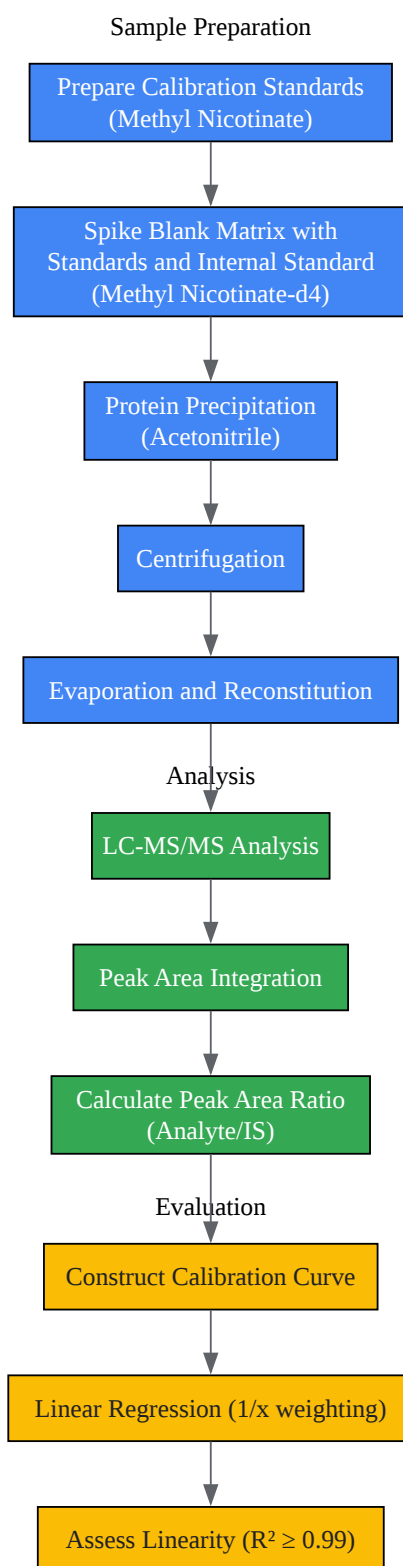 Sample Preparation
Prepare Calibration Standards
(Methyl Nicotinate)
Spike Blank Matrix with
Standards and Internal Standard
(Methyl Nicotinate-d4)
Protein Precipitation
(Acetonitrile)
Centrifugation
Evaporation and Reconstitution
Analysis
LC-MS/MS Analysis
Peak Area Integration
Calculate Peak Area Ratio
(Analyte/IS)
Evaluation
Construct Calibration Curve
Linear Regression (1/x weighting)
Assess Linearity (R² ≥ 0.99)